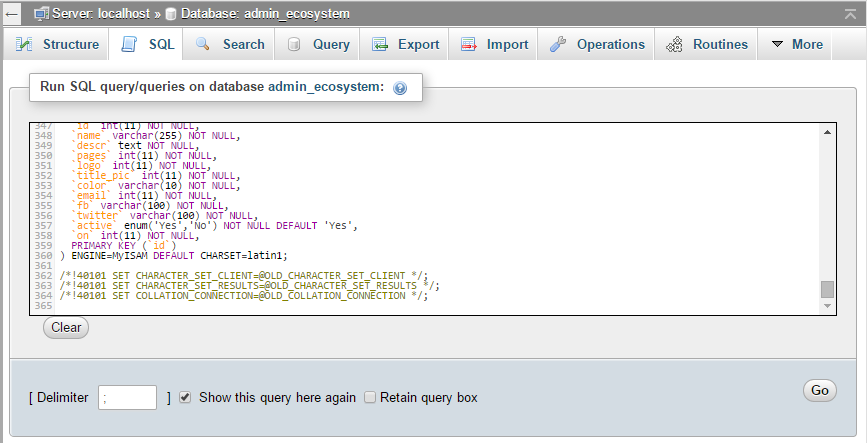 Server: localhost » Database: admin_ecosystem
Structure SQL Search Query Export Import Operations Routines More
Run SQL query/queries on database admin_ecosystem:
347 `id` int(11) NOT NULL,
348 `name` varchar(255) NOT NULL,
349 `descr` text NOT NULL,
350 `pages` int(11) NOT NULL,
351 `logo` int(11) NOT NULL,
352 `title_pic` int(11) NOT NULL,
353 `color` varchar(10) NOT NULL,
354 `email` int(11) NOT NULL,
355 `fb` varchar(100) NOT NULL,
356 `twitter` varchar(100) NOT NULL,
357 `active` enum('Yes','No') NOT NULL DEFAULT 'Yes',
358 `on` int(11) NOT NULL,
359 PRIMARY KEY (`id`)
360 ) ENGINE=MyISAM DEFAULT CHARSET=latin1;
361
362 /*!40101 SET CHARACTER_SET_CLIENT=@OLD_CHARACTER_SET_CLIENT */;
363 /*!40101 SET CHARACTER_SET_RESULTS=@OLD_CHARACTER_SET_RESULTS */;
364 /*!40101 SET COLLATION_CONNECTION=@OLD_COLLATION_CONNECTION */;
365
Clear
[ Delimiter ; ] Show this query here again Retain query box Go